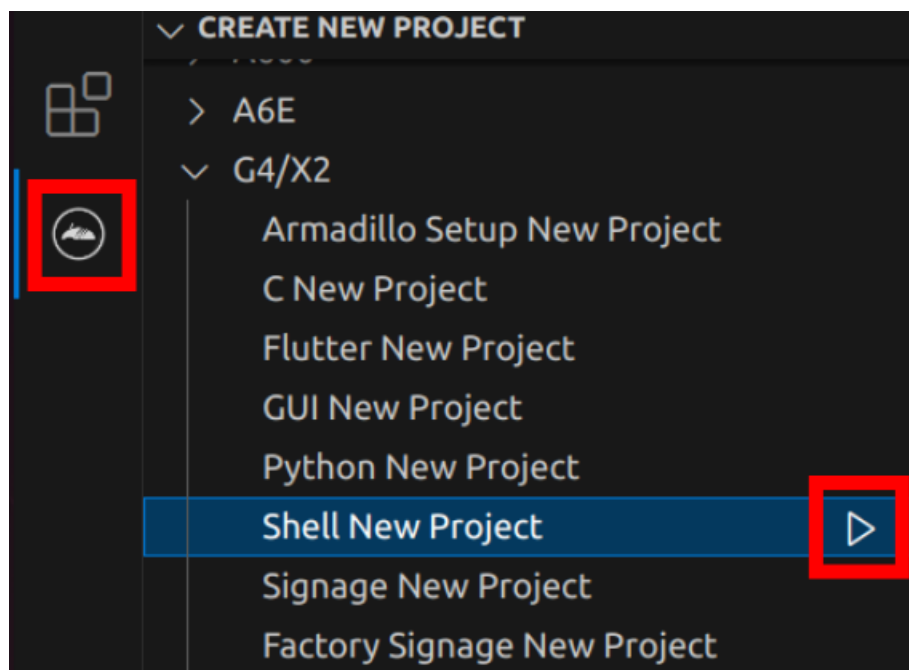 CREATE NEW PROJECT
A6E
G4/X2
Armadillo Setup New Project
C New Project
Flutter New Project
GUI New Project
Python New Project
Shell New Project
Signage New Project
Factory Signage New Project